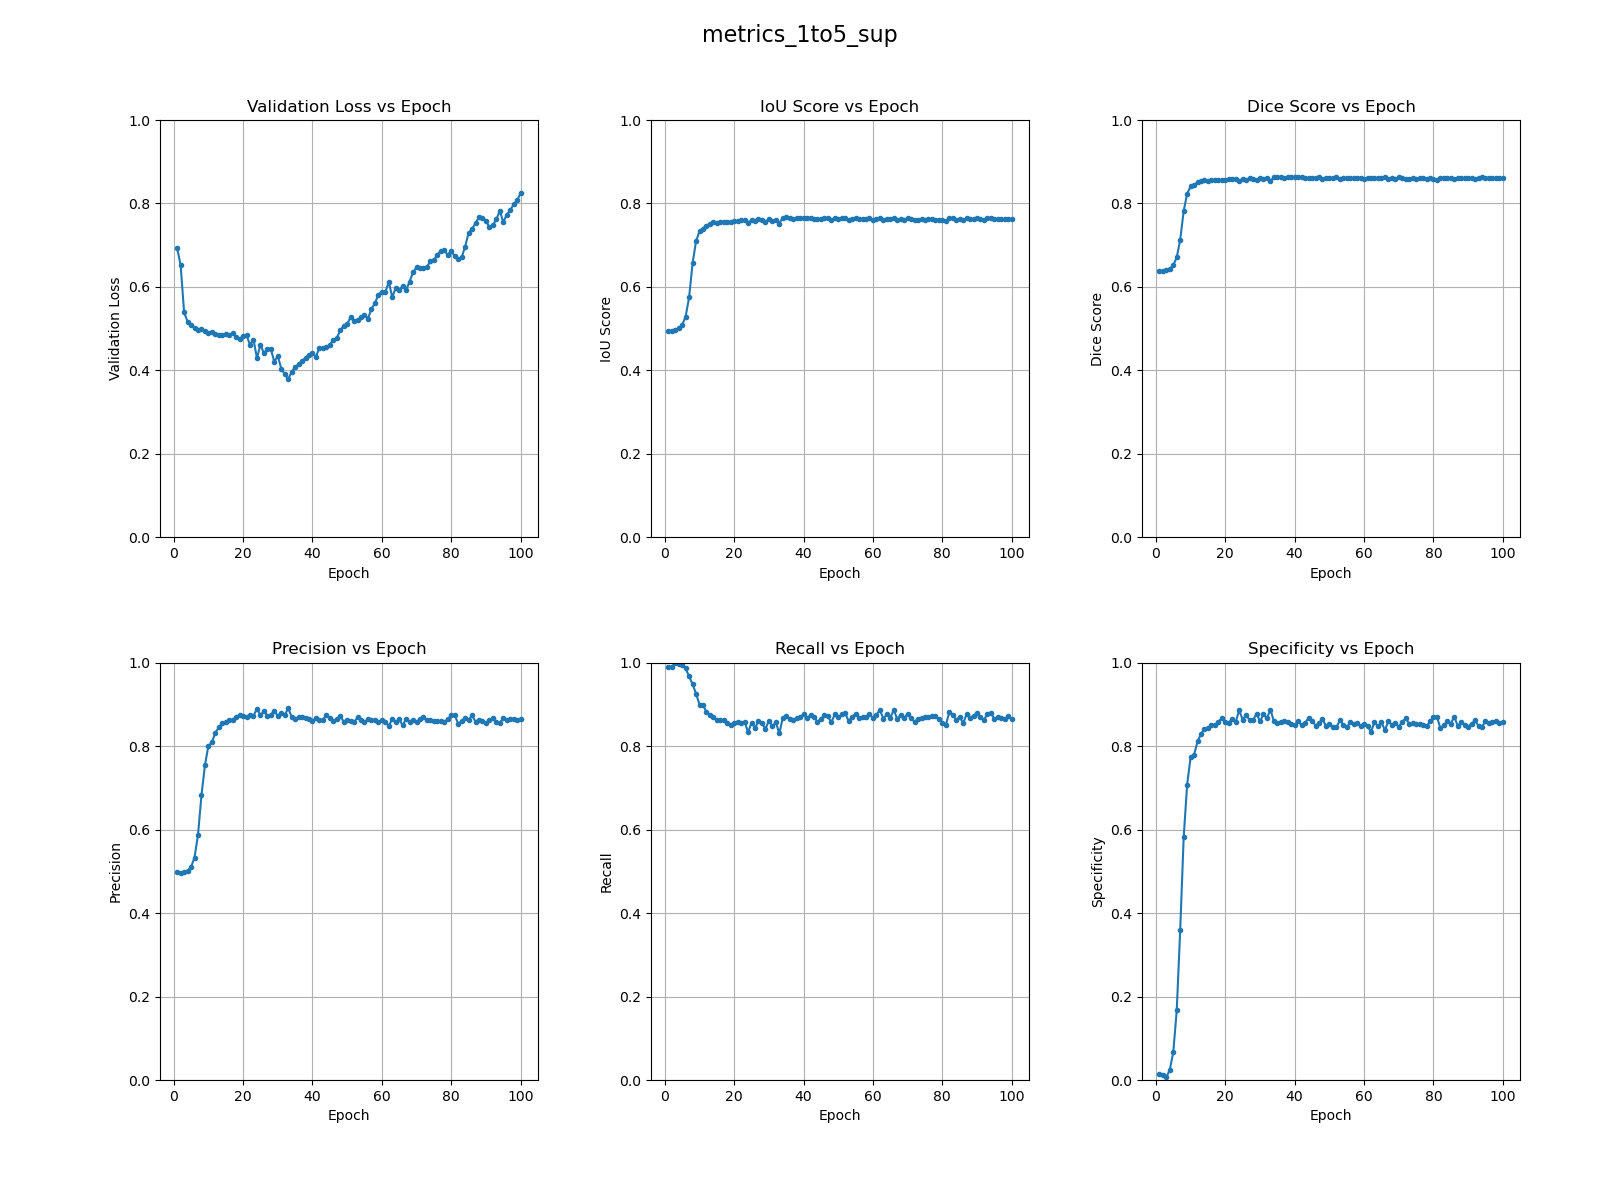 metrics_1to5_sup
Validation Loss vs Epoch
IoU Score vs Epoch
Dice Score vs Epoch
1.0
0.8
0.6
0.4
0.2
0.0
Validation Loss
0 20 40 60 80 100
Epoch
1.0
0.8
0.6
0.4
0.2
0.0
IoU Score
0 20 40 60 80 100
Epoch
1.0
0.8
0.6
0.4
0.2
0.0
Dice Score
0 20 40 60 80 100
Epoch
Precision vs Epoch
Recall vs Epoch
Specificity vs Epoch
1.0
0.8
0.6
0.4
0.2
0.0
Precision
0 20 40 60 80 100
Epoch
1.0
0.8
0.6
0.4
0.2
0.0
Recall
0 20 40 60 80 100
Epoch
1.0
0.8
0.6
0.4
0.2
0.0
Specificity
0 20 40 60 80 100
Epoch